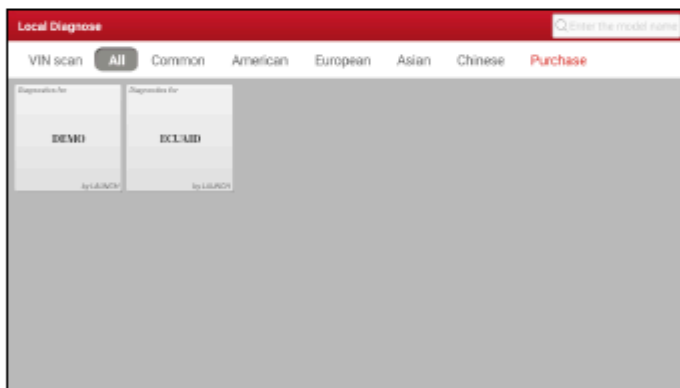 Local Diagnose
Enter the model name
VIN scan All Common American European Asian Chinese Purchase
Diagnostics for Diagnostics for
DEMO ECUAID
by LAUNCH by LAUNCH